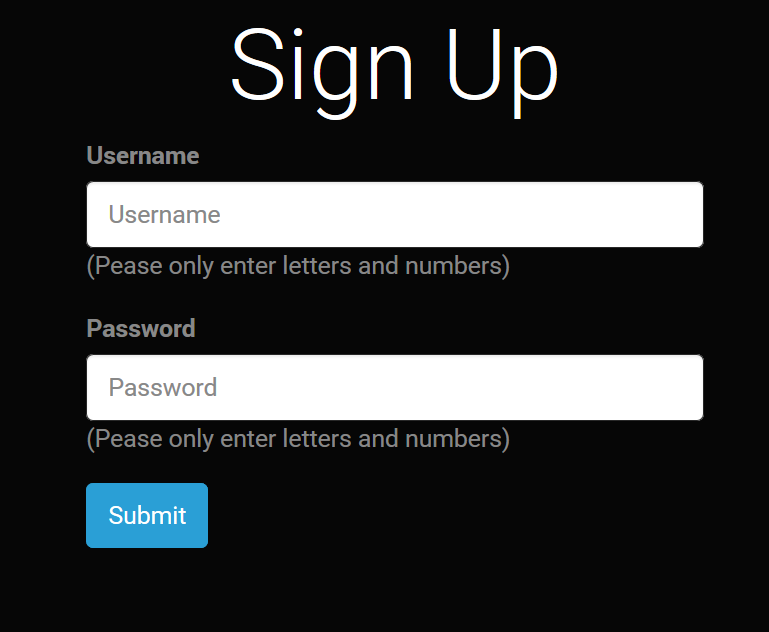 Sign Up
Username
Username
(Pease only enter letters and numbers)
Password
Password
(Pease only enter letters and numbers)
Submit